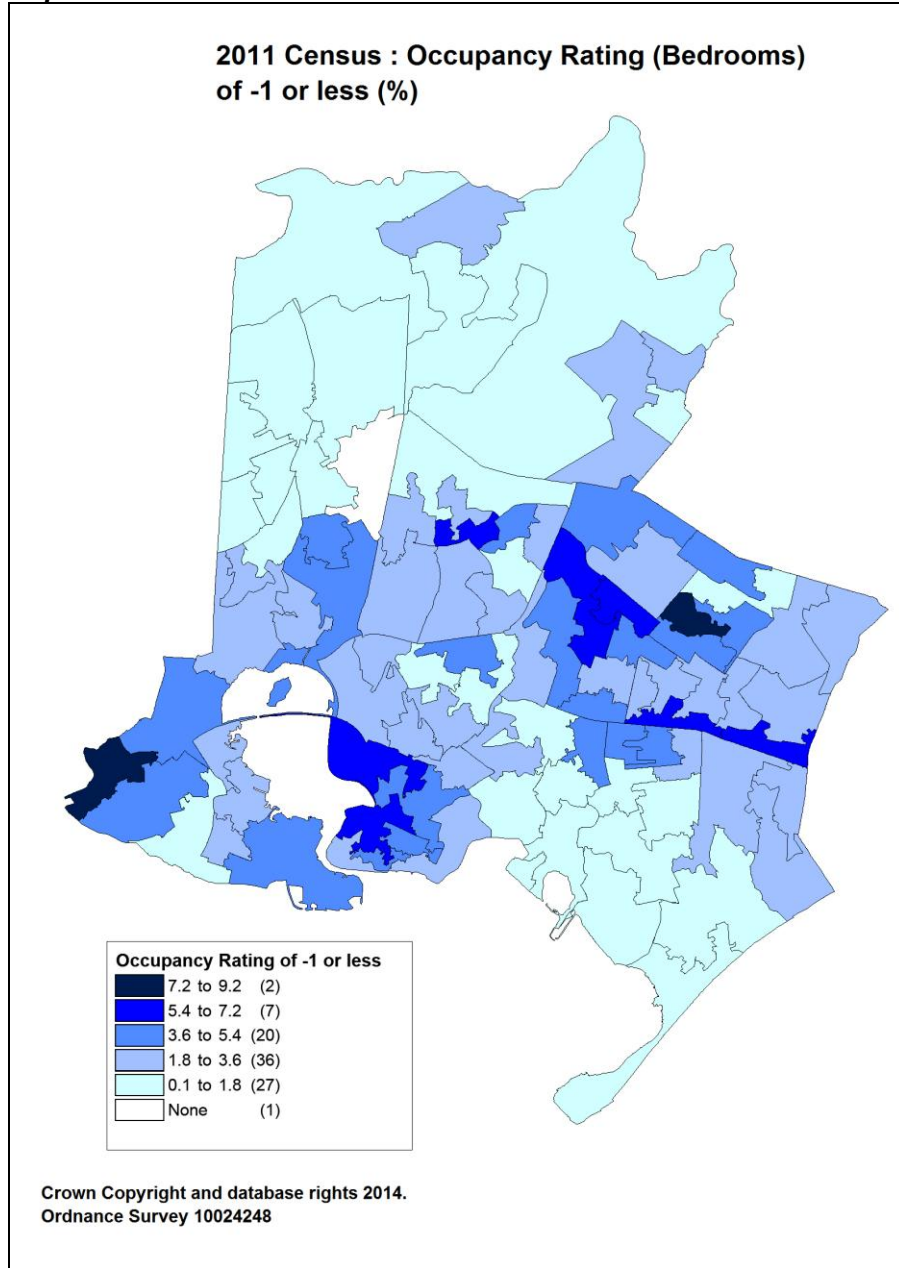 2011 Census : Occupancy Rating (Bedrooms)
of -1 or less (%)
Occupancy Rating of -1 or less
7.2 to 9.2 (2)
5.4 to 7.2 (7)
3.6 to 5.4 (20)
1.8 to 3.6 (36)
0.1 to 1.8 (27)
None (1)
Crown Copyright and database rights 2014.
Ordnance Survey 10024248